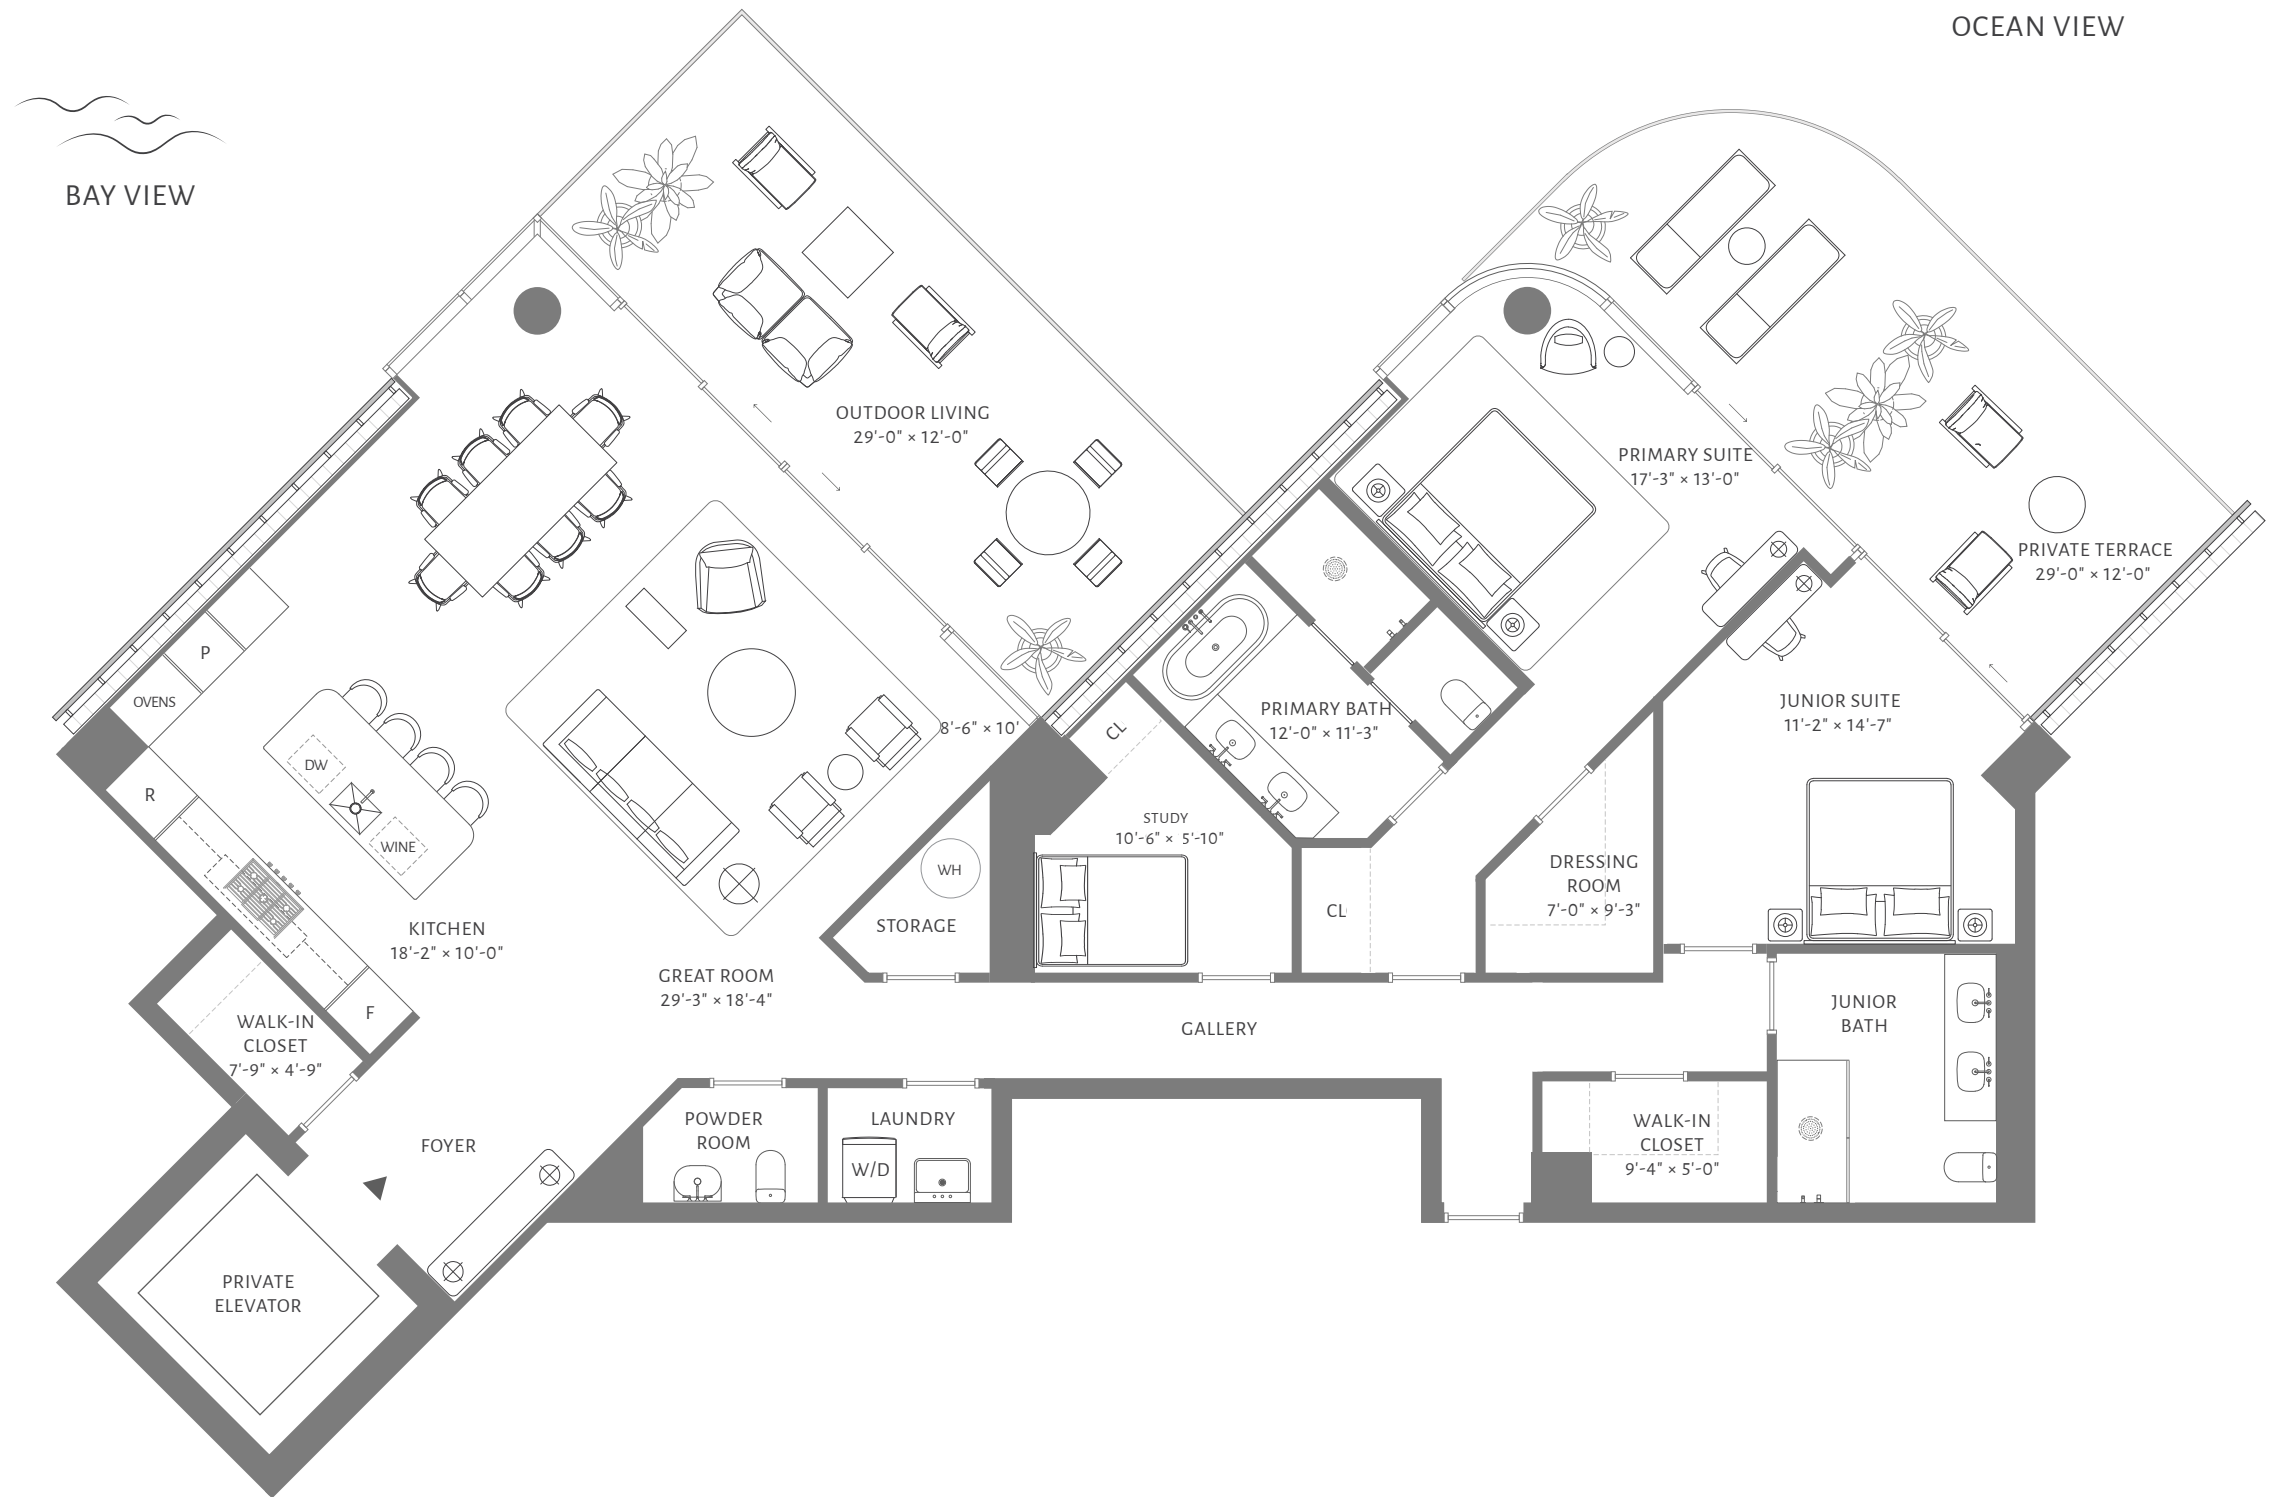 OCEAN VIEW
BAY VIEW
OUTDOOR LIVING
29'-0" × 12'-0"
PRIMARY SUITE
17'-3" × 13'-0"
PRIVATE TERRACE
29'-0" × 12'-0"
P
OVENS
R
DW
WINE
8'-6" × 10'
CL
PRIMARY BATH
12'-0" × 11'-3"
JUNIOR SUITE
11'-2" × 14'-7"
STUDY
10'-6" × 5'-10"
WH
STORAGE
CL
DRESSING
ROOM
7'-0" × 9'-3"
KITCHEN
18'-2" × 10'-0"
GREAT ROOM
29'-3" × 18'-4"
F
WALK-IN
CLOSET
7'-9" × 4'-9"
GALLERY
JUNIOR
BATH
FOYER
POWDER
ROOM
LAUNDRY
W/D
WALK-IN
CLOSET
9'-4" × 5'-0"
PRIVATE
ELEVATOR